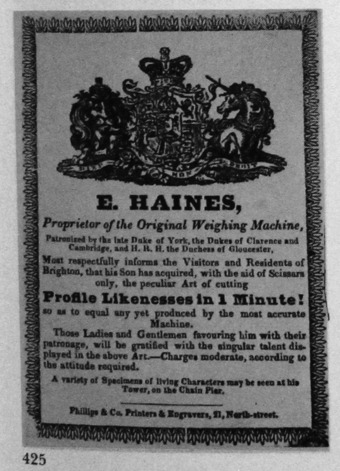 DIEU ET MON DROIT
E. HAINES,
Proprietor of the Original Weighing Machine,
Patronized by the late Duke of York, the Dukes of Clarence and
Cambridge, and H. R. H. the Duchess of Gloucester,
Most respectfully informs the Visitors and Residents of
Brighton, that his Son has acquired, with the aid of Scissars
only, the peculiar Art of cutting
Profile Likenesses in 1 Minute!
so as to equal any yet produced by the most accurate
Machine.
Those Ladies and Gentlemen favouring him with their
patronage, will be gratified with the singular talent dis-
played in the above Art.—Charges moderate, according to
the attitude required.
A variety of Specimens of living Characters may be seen at his
Tower, on the Chain Pier.
Phillips & Co. Printers & Engravers, 21, North-street.
425